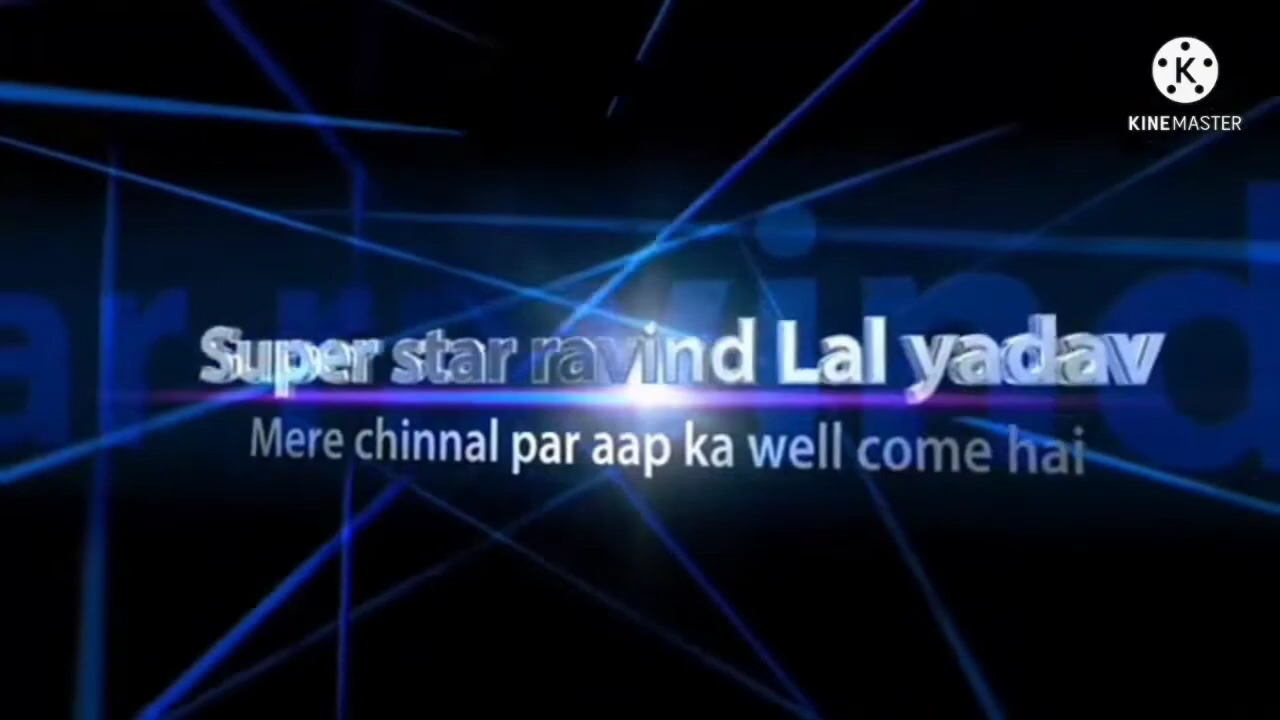 KINEMASTER
Super star ravind Lal yadav
Mere chinnal par aap ka well come hai